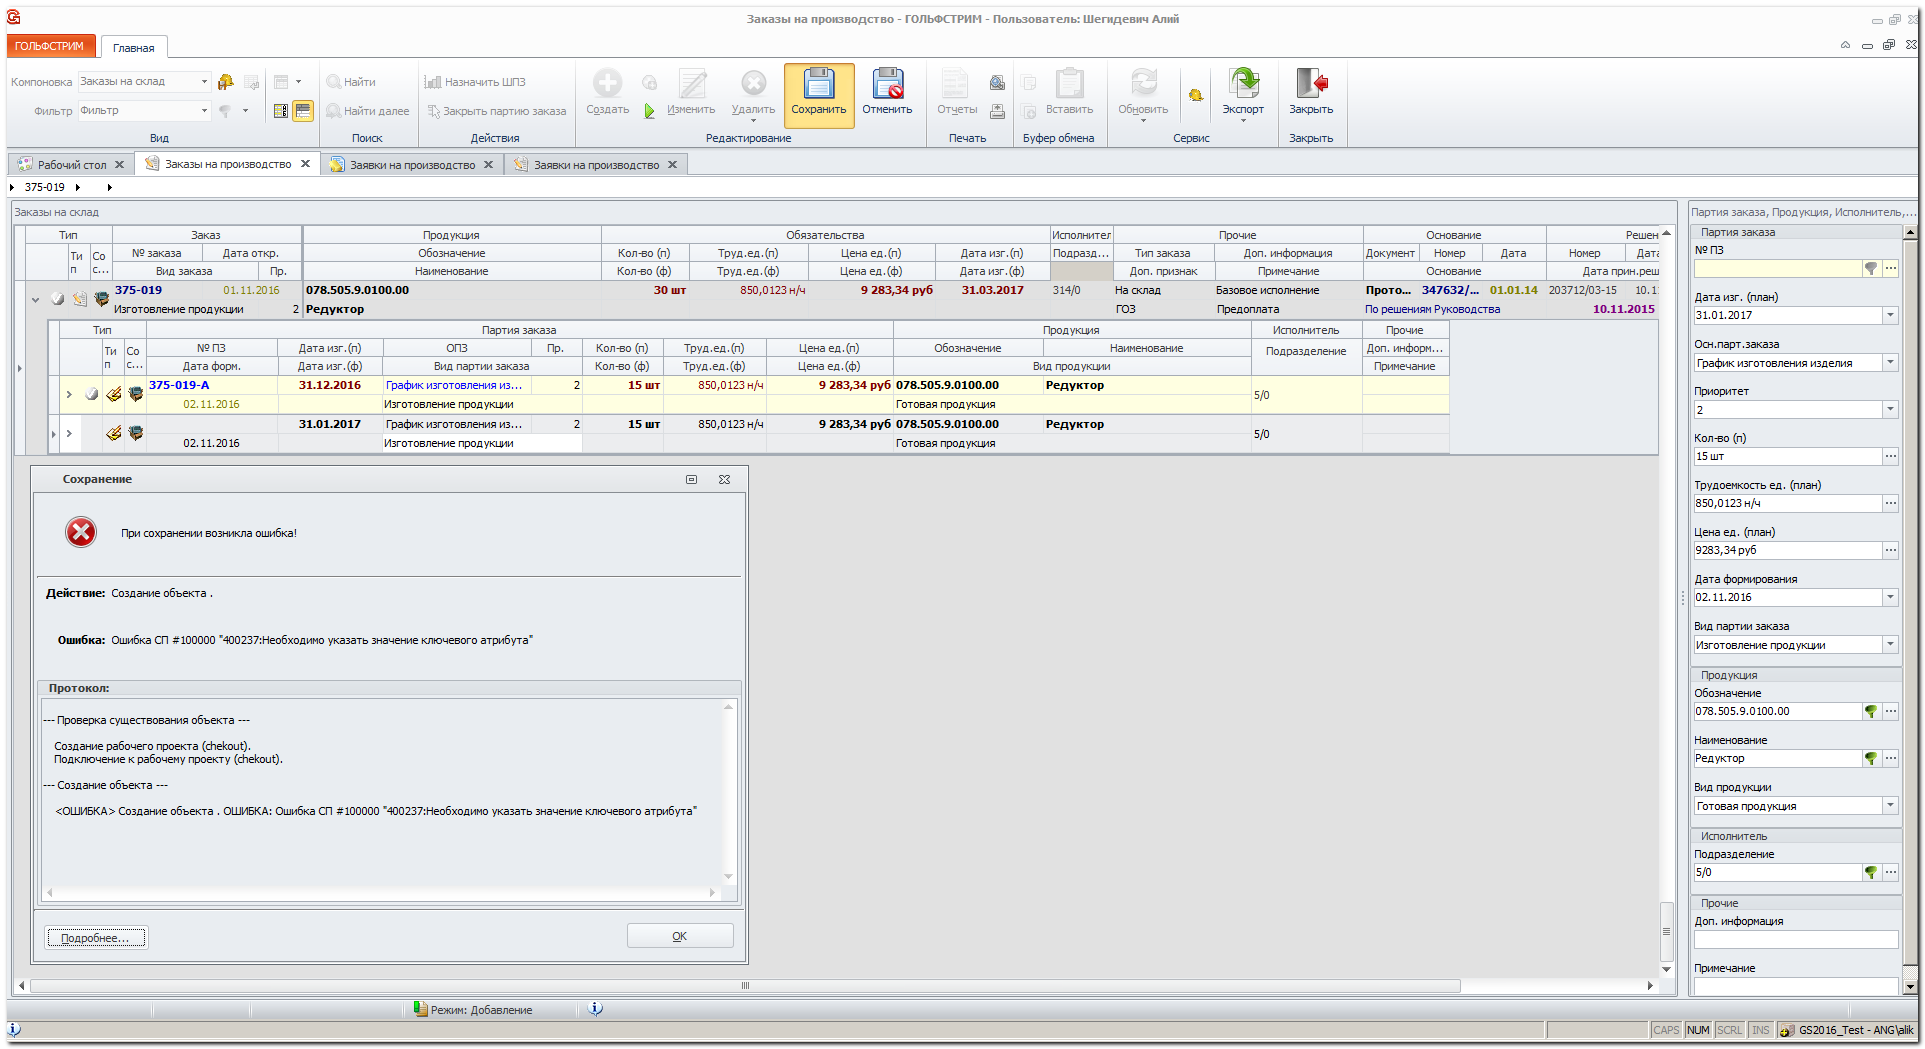 Заказы на производство - ГОЛЬФСТРИМ - Пользователь: Шегидевич Алий
ГОЛЬФСТРИМ Главная
Компоновка Заказы на склад
Фильтр Фильтр
Вид
Найти
Найти далее
Поиск
Назначить ШПЗ
Закрыть партию заказа
Действия
Создать Изменить Удалить Сохранить Отменить
Редактирование
Отчеты
Печать
Вставить
Буфер обмена
Обновить
Сервис
Экспорт
Закрыть
Закрыть
Рабочий стол Заказы на производство Заявки на производство Заявки на производство
375-019
Заказы на склад
Тип Заказ Продукция Обязательства Исполнител Прочие Основание Решен
Ти п Со с... № заказа Дата откр. Обозначение Кол-во (п) Труд.ед.(п) Цена ед.(п) Дата изг.(п) Подразд... Тип заказа Доп. информация Документ Номер Дата Номер Дата
Вид заказа Пр. Наименование Кол-во (ф) Труд.ед.(ф) Цена ед.(ф) Дата изг.(ф) Доп. признак Примечание Основание Дата прин.реш
375-019 01.11.2016 078.505.9.0100.00 30 шт 850,0123 н/ч 9 283,34 руб 31.03.2017 314/0 На склад Базовое исполнение Прото... 347632/... 01.01.14 203712/03-15 10.1
Изготовление продукции 2 Редуктор ГОЗ Предоплата По решениям Руководства 10.11.2015
Тип Партия заказа Продукция Исполнитель Прочие
Ти п Со с... № ПЗ Дата изг.(п) ОПЗ Пр. Кол-во (п) Труд.ед.(п) Цена ед.(п) Обозначение Наименование Подразделение Доп. информ...
Дата форм. Дата изг.(ф) Вид партии заказа Кол-во (ф) Труд.ед.(ф) Цена ед.(ф) Вид продукции Примечание
375-019-А 31.12.2016 График изготовления из... 2 15 шт 850,0123 н/ч 9 283,34 руб 078.505.9.0100.00 Редуктор 5/0
02.11.2016 Изготовление продукции Готовая продукция
31.01.2017 График изготовления из... 2 15 шт 850,0123 н/ч 9 283,34 руб 078.505.9.0100.00 Редуктор 5/0
02.11.2016 Изготовление продукции Готовая продукция
Сохранение
При сохранении возникла ошибка!
Действие: Создание объекта .
Ошибка: Ошибка СП #100000 "400237:Необходимо указать значение ключевого атрибута"
Протокол:
--- Проверка существования объекта ---
Создание рабочего проекта (chekout).
Подключение к рабочему проекту (chekout).
--- Создание объекта ---
<ОШИБКА> Создание объекта . ОШИБКА: Ошибка СП #100000 "400237:Необходимо указать значение ключевого атрибута"
Подробнее... OK
Партия заказа, Продукция, Исполнитель,...
Партия заказа
№ ПЗ
Дата изг. (план)
31.01.2017
Осн.парт.заказа
График изготовления изделия
Приоритет
2
Кол-во (п)
15 шт
Трудоемкость ед. (план)
850,0123 н/ч
Цена ед. (план)
9283,34 руб
Дата формирования
02.11.2016
Вид партии заказа
Изготовление продукции
Продукция
Обозначение
078.505.9.0100.00
Наименование
Редуктор
Вид продукции
Готовая продукция
Исполнитель
Подразделение
5/0
Прочие
Доп. информация
Примечание
Режим: Добавление
CAPS NUM SCRL INS GS2016_Test - ANG\alik